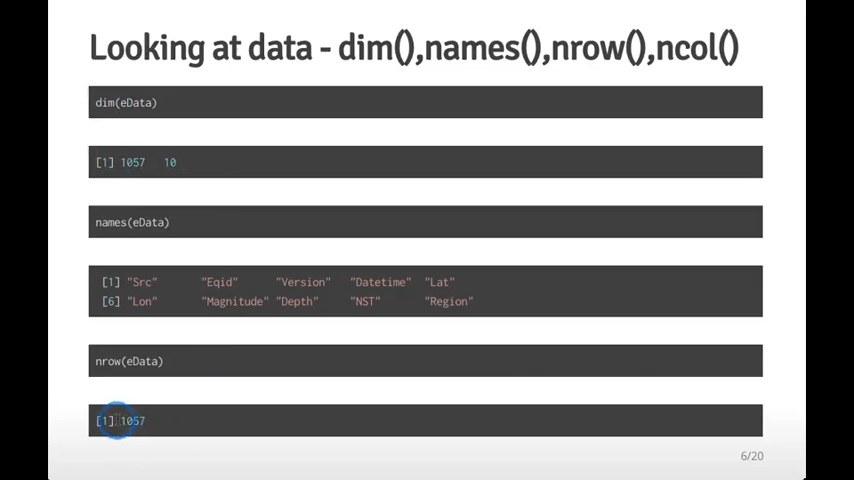 Looking at data - dim(),names(),nrow(),ncol()
dim(eData)
[1] 1057 10
names(eData)
[1] "Src" "Eqid" "Version" "Datetime" "Lat"
[6] "Lon" "Magnitude" "Depth" "NST" "Region"
nrow(eData)
[1] 1057
6/20